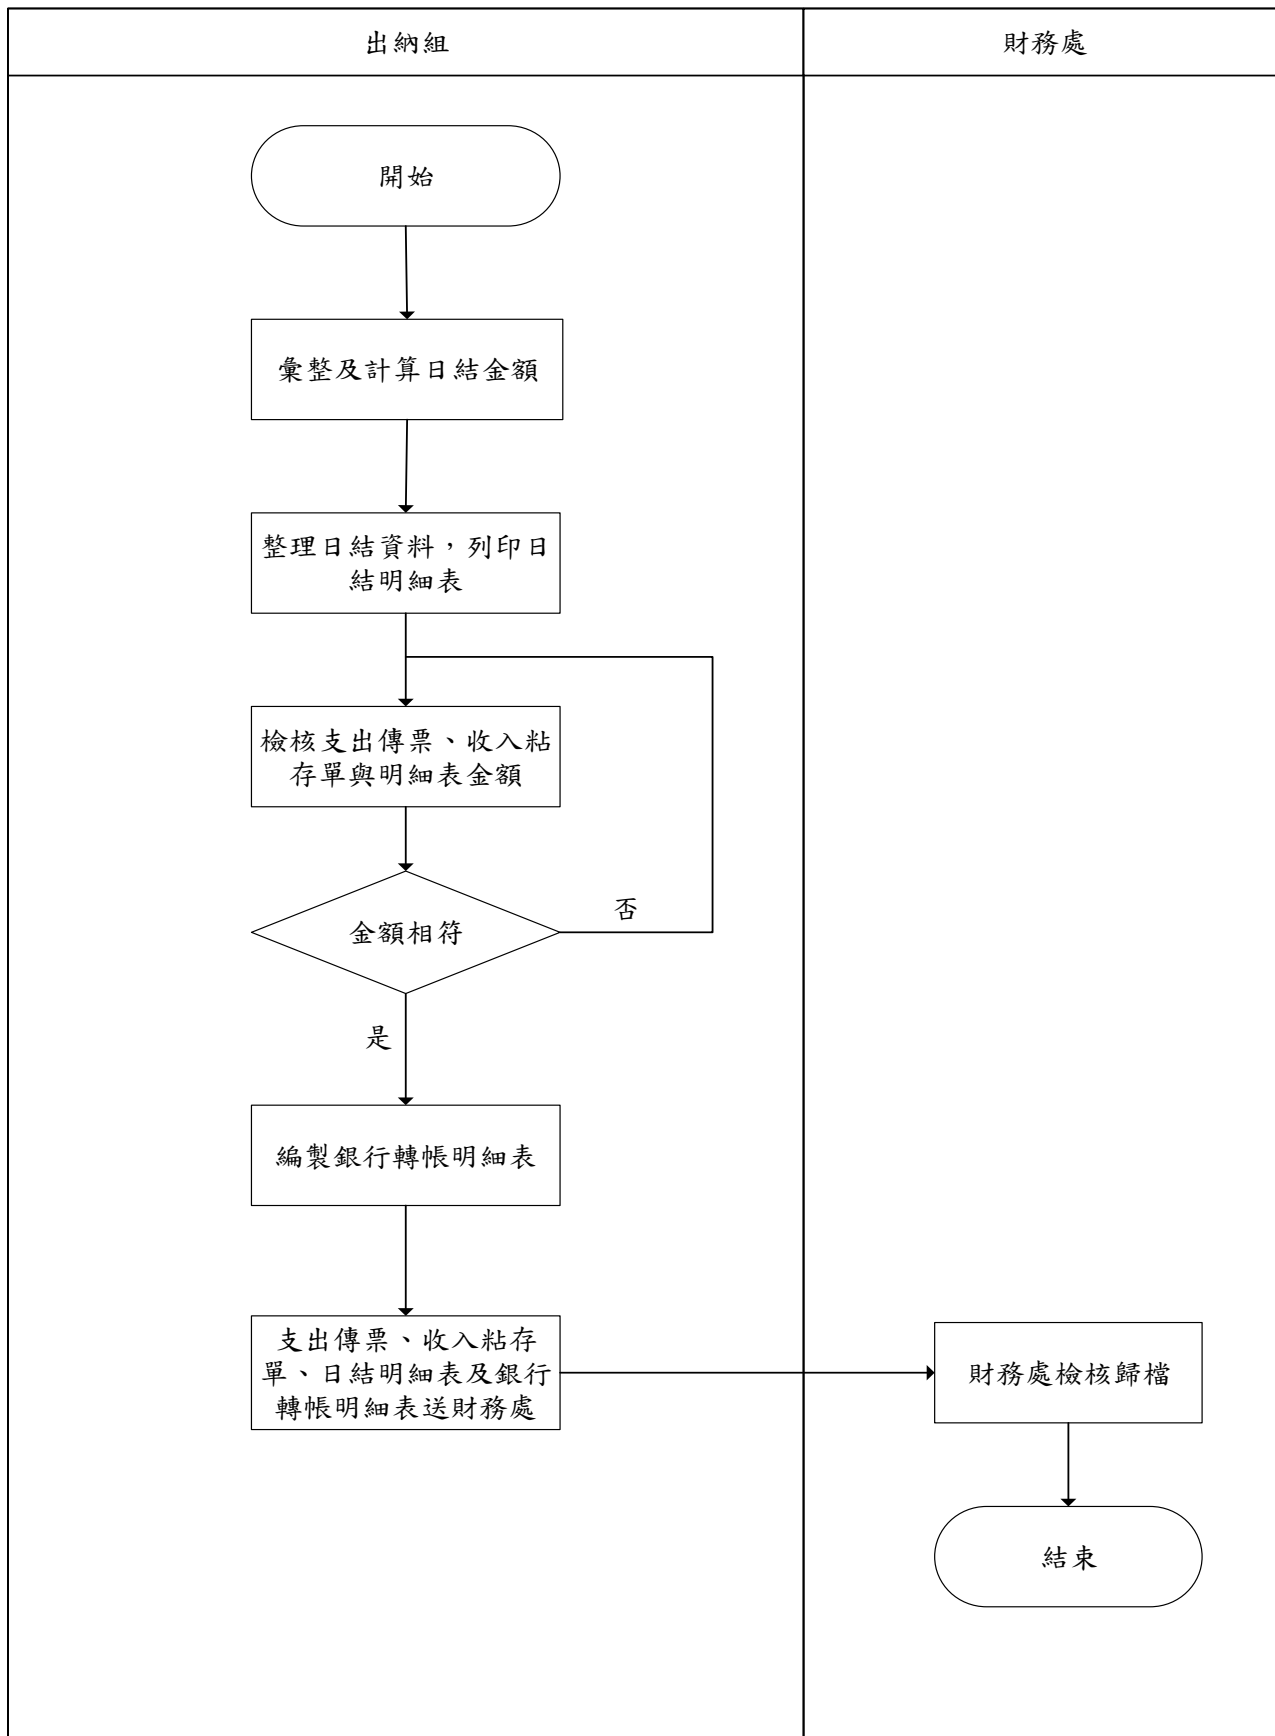 出納組
財務處
開始
彙整及計算日結金額
整理日結資料，列印日
結明細表
檢核支出傳票、收入粘
存單與明細表金額
金額相符
否
是
編製銀行轉帳明細表
支出傳票、收入粘存
單、日結明細表及銀行
轉帳明細表送財務處
財務處檢核歸檔
結束